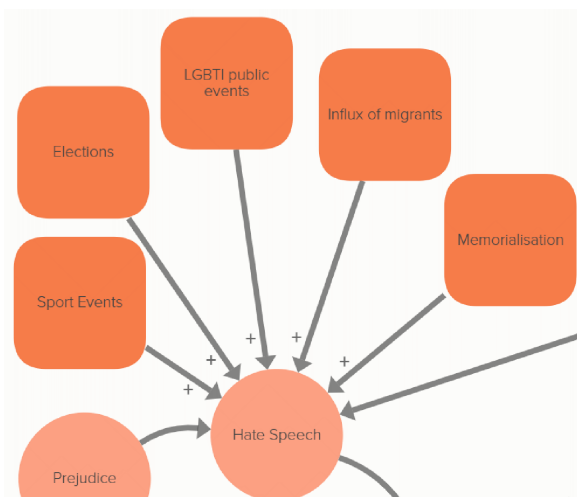 LGBTI public
events
Influx of migrants
Elections
Memorialisation
Sport Events
+
+
+
+
+
Hate Speech
Prejudice